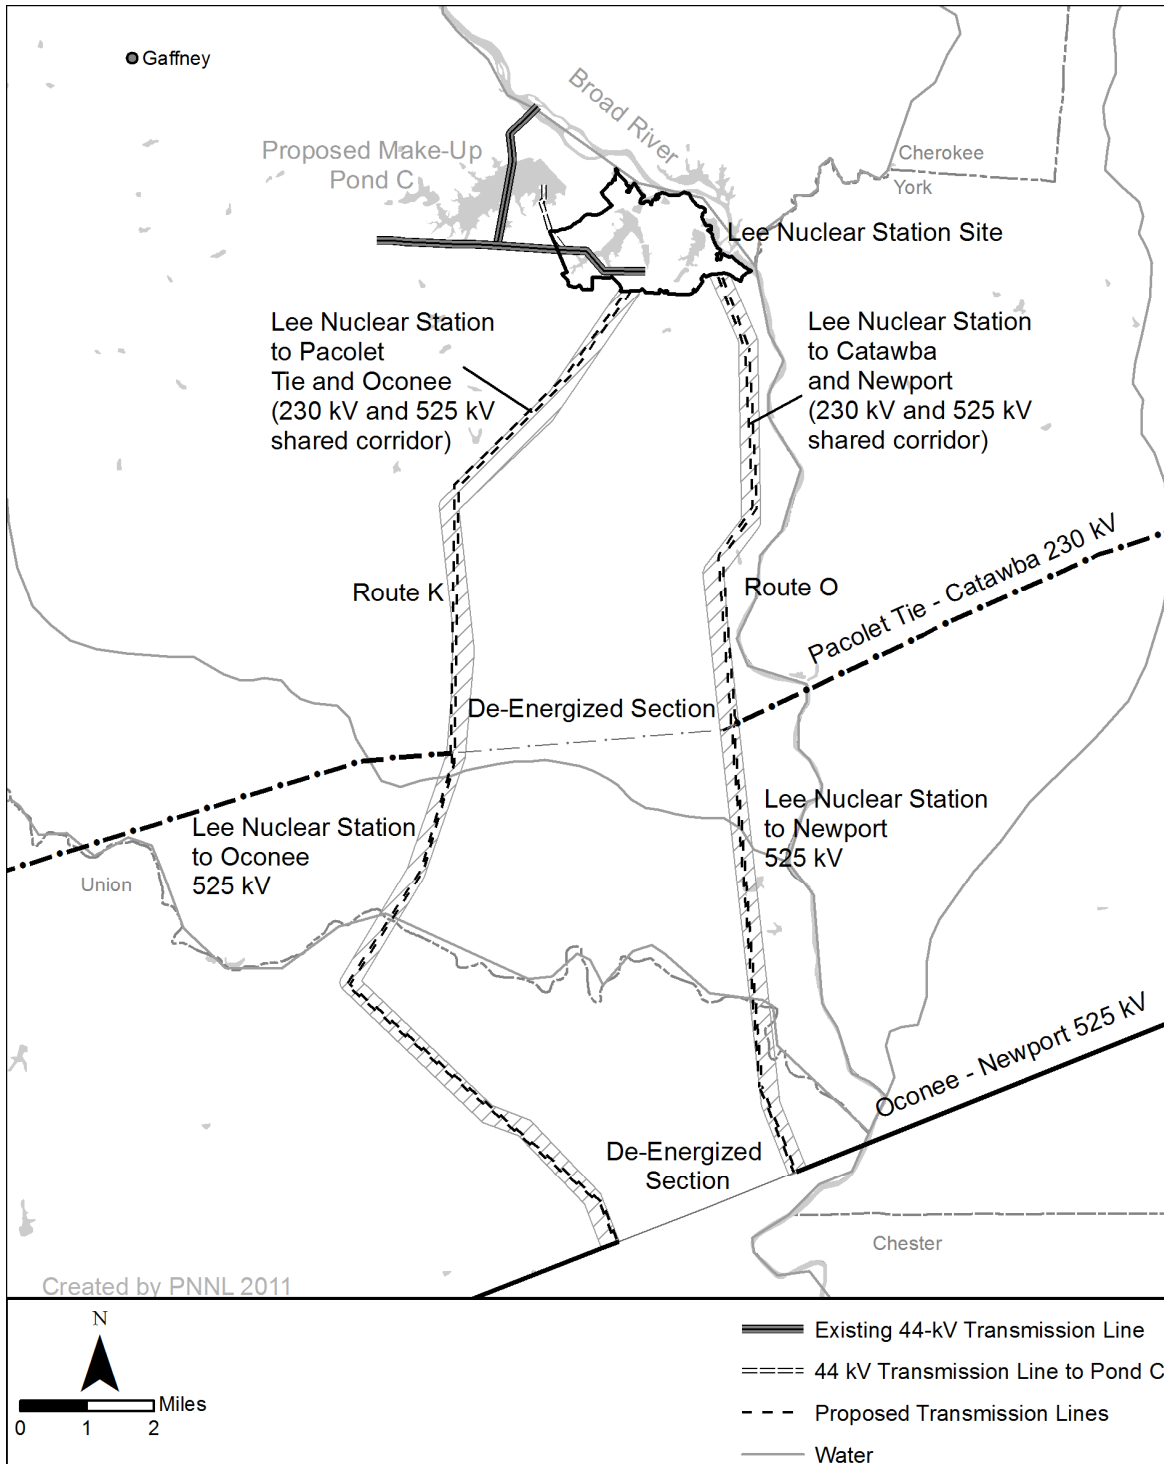 Gaffney
Broad River
Proposed Make-Up
Pond C
Cherokee
York
Lee Nuclear Station Site
Lee Nuclear Station
to Pacolet
Tie and Oconee
(230 kV and 525 kV
shared corridor)
Lee Nuclear Station
to Catawba
and Newport
(230 kV and 525 kV
shared corridor)
Route K
Route O
Pacolet Tie - Catawba 230 kV
De-Energized Section
Lee Nuclear Station
to Oconee
525 kV
Lee Nuclear Station
to Newport
525 kV
Union
Oconee - Newport 525 kV
De-Energized
Section
Chester
Created by PNNL 2011
N
Miles
0 1 2
Existing 44-kV Transmission Line
44 kV Transmission Line to Pond C
Proposed Transmission Lines
Water